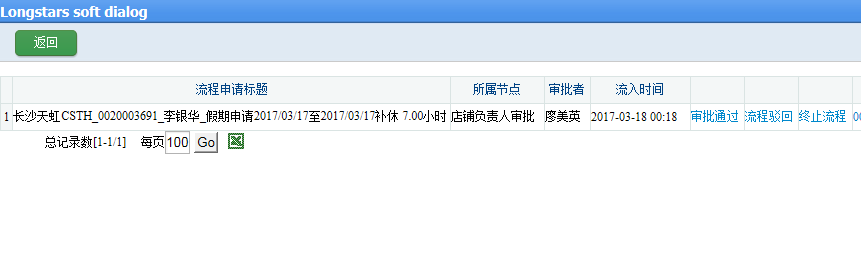 Longstars soft dialog
返回
流程申请标题 所属节点 审批者 流入时间
1 长沙天虹CSTH_0020003691_李银华_假期申请2017/03/17至2017/03/17补休 7.00小时 店铺负责人审批 廖美英 2017-03-18 00:18 审批通过 流程驳回 终止流程 00
总记录数[1-1/1] 每页 100 Go